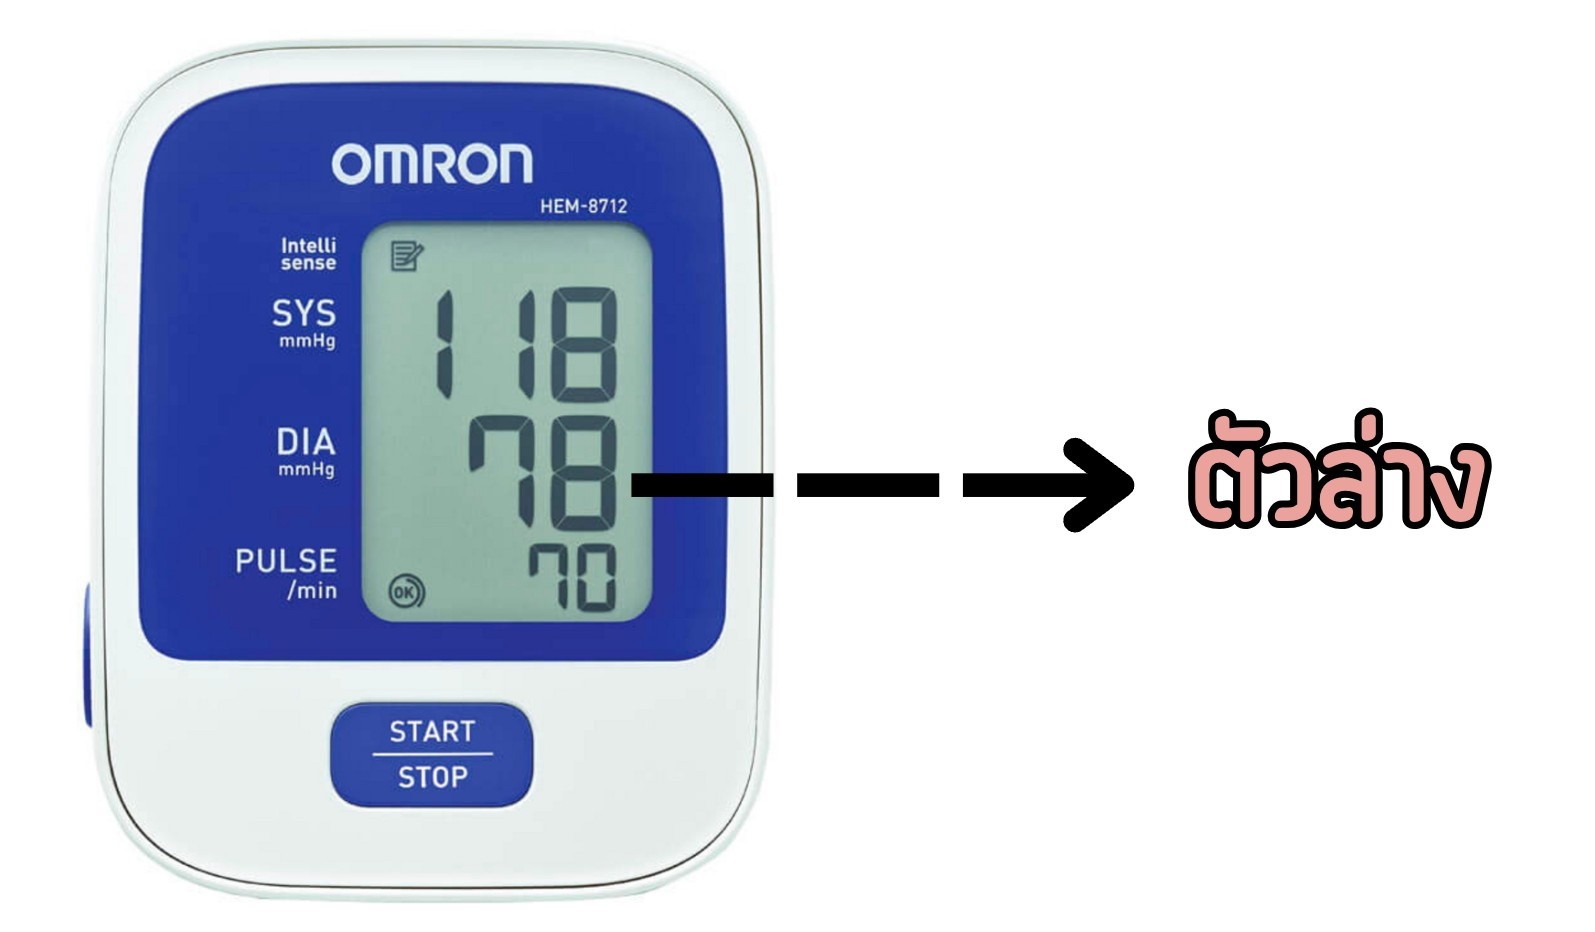 OMRON
HEM-8712
Intelli
sense
SYS
mmHg
118
DIA
mmHg
78
ตัวล่าง
PULSE
/min
70
OK
START
STOP